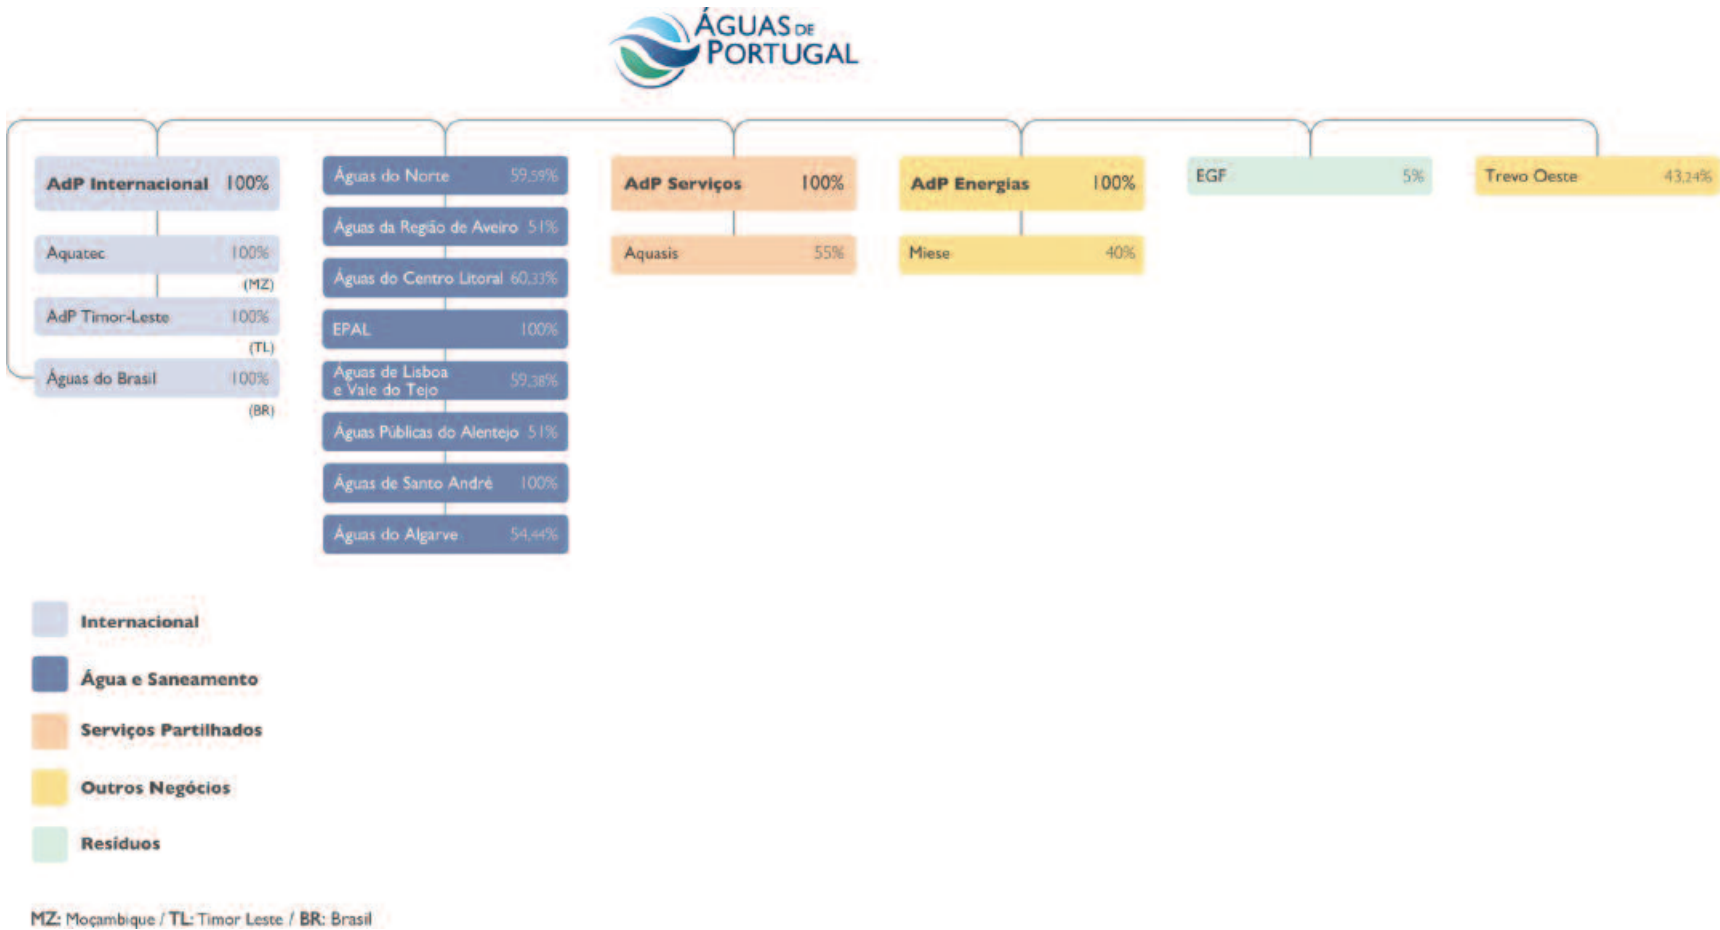 ÁGUAS DE
PORTUGAL
AdP Internacional 100%
Aquatec 100%
(MZ)
AdP Timor-Leste 100%
(TL)
Águas do Brasil 100%
(BR)
Águas do Norte 59,59%
Águas da Região de Aveiro 51%
Águas do Centro Litoral 60,33%
EPAL 100%
Águas de Lisboa
e Vale do Tejo 59,38%
Águas Públicas do Alentejo 51%
Águas de Santo André 100%
Águas do Algarve 54,44%
AdP Serviços 100%
Aquasis 55%
AdP Energias 100%
Miese 40%
EGF 5%
Trevo Oeste 43,24%
Internacional
Água e Saneamento
Serviços Partilhados
Outros Negócios
Resíduos
MZ: Moçambique / TL: Timor Leste / BR: Brasil